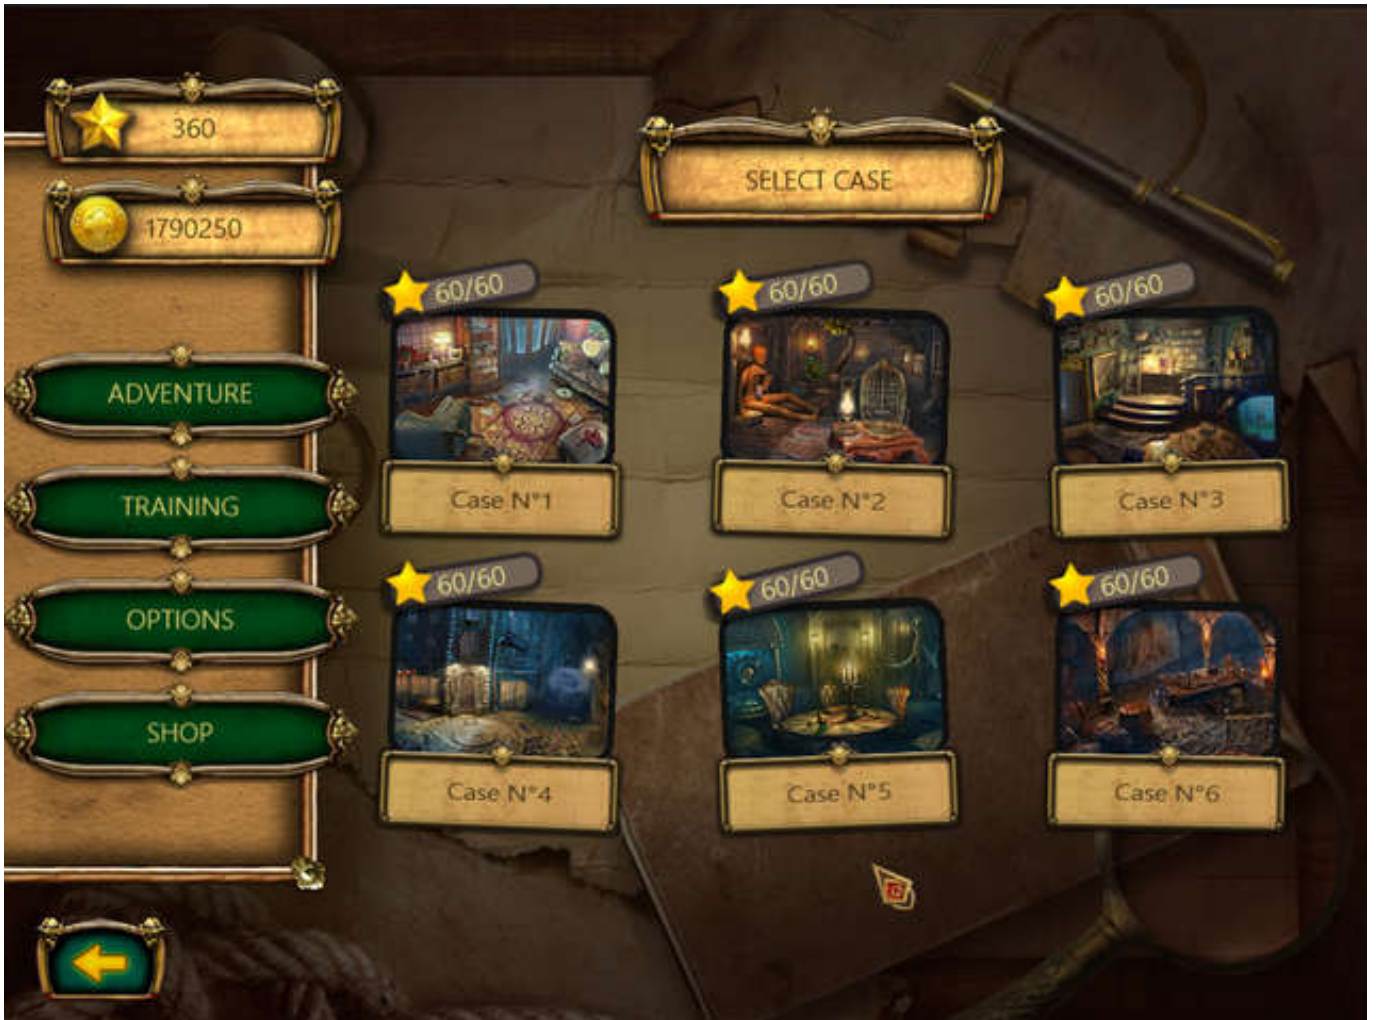 360
1790250
SELECT CASE
ADVENTURE
TRAINING
OPTIONS
SHOP
60/60
60/60
60/60
Case N°1
Case N°2
Case N°3
60/60
60/60
60/60
Case N°4
Case N°5
Case N°6